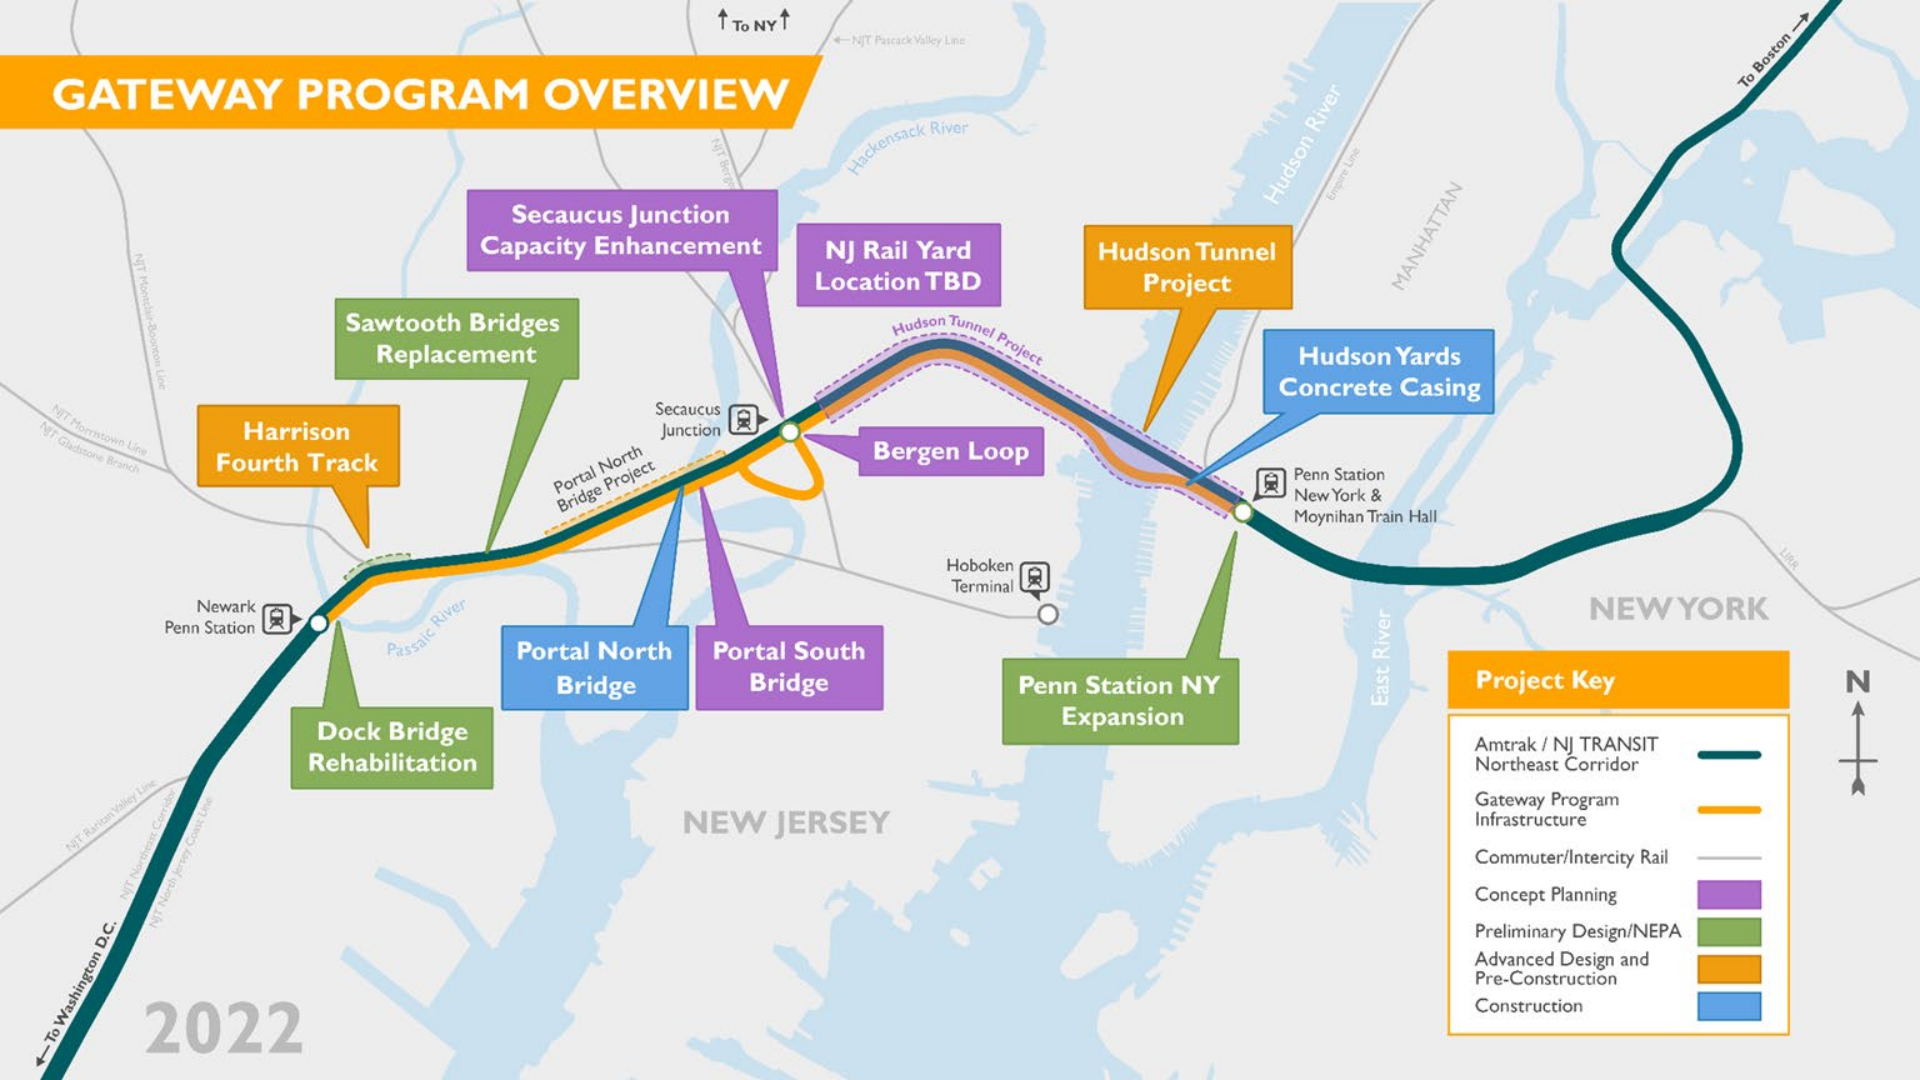 ↑ To NY ↑
← NJT Pascack Valley Line
To Boston →
GATEWAY PROGRAM OVERVIEW
Hackensack River
Hudson River
Empire Line
MANHATTAN
Secaucus Junction
Capacity Enhancement
NJ Rail Yard
Location TBD
Hudson Tunnel
Project
Sawtooth Bridges
Replacement
Hudson Tunnel Project
Hudson Yards
Concrete Casing
NJT Montclair-Boonton Line
NJT Morristown Line
NJT Gladstone Branch
Harrison
Fourth Track
Secaucus
Junction
Bergen Loop
Portal North
Bridge Project
Penn Station
New York &
Moynihan Train Hall
LIRR
Hoboken
Terminal
Newark
Penn Station
Passaic River
NEW YORK
East River
Portal North
Bridge
Portal South
Bridge
Penn Station NY
Expansion
Dock Bridge
Rehabilitation
NJT Raritan Valley Line
NJT Northeast Corridor
NJT North Jersey Coast Line
NEW JERSEY
← To Washington D.C.
2022
Project Key
Amtrak / NJ TRANSIT
Northeast Corridor
Gateway Program
Infrastructure
Commuter/Intercity Rail
Concept Planning
Preliminary Design/NEPA
Advanced Design and
Pre-Construction
Construction
N